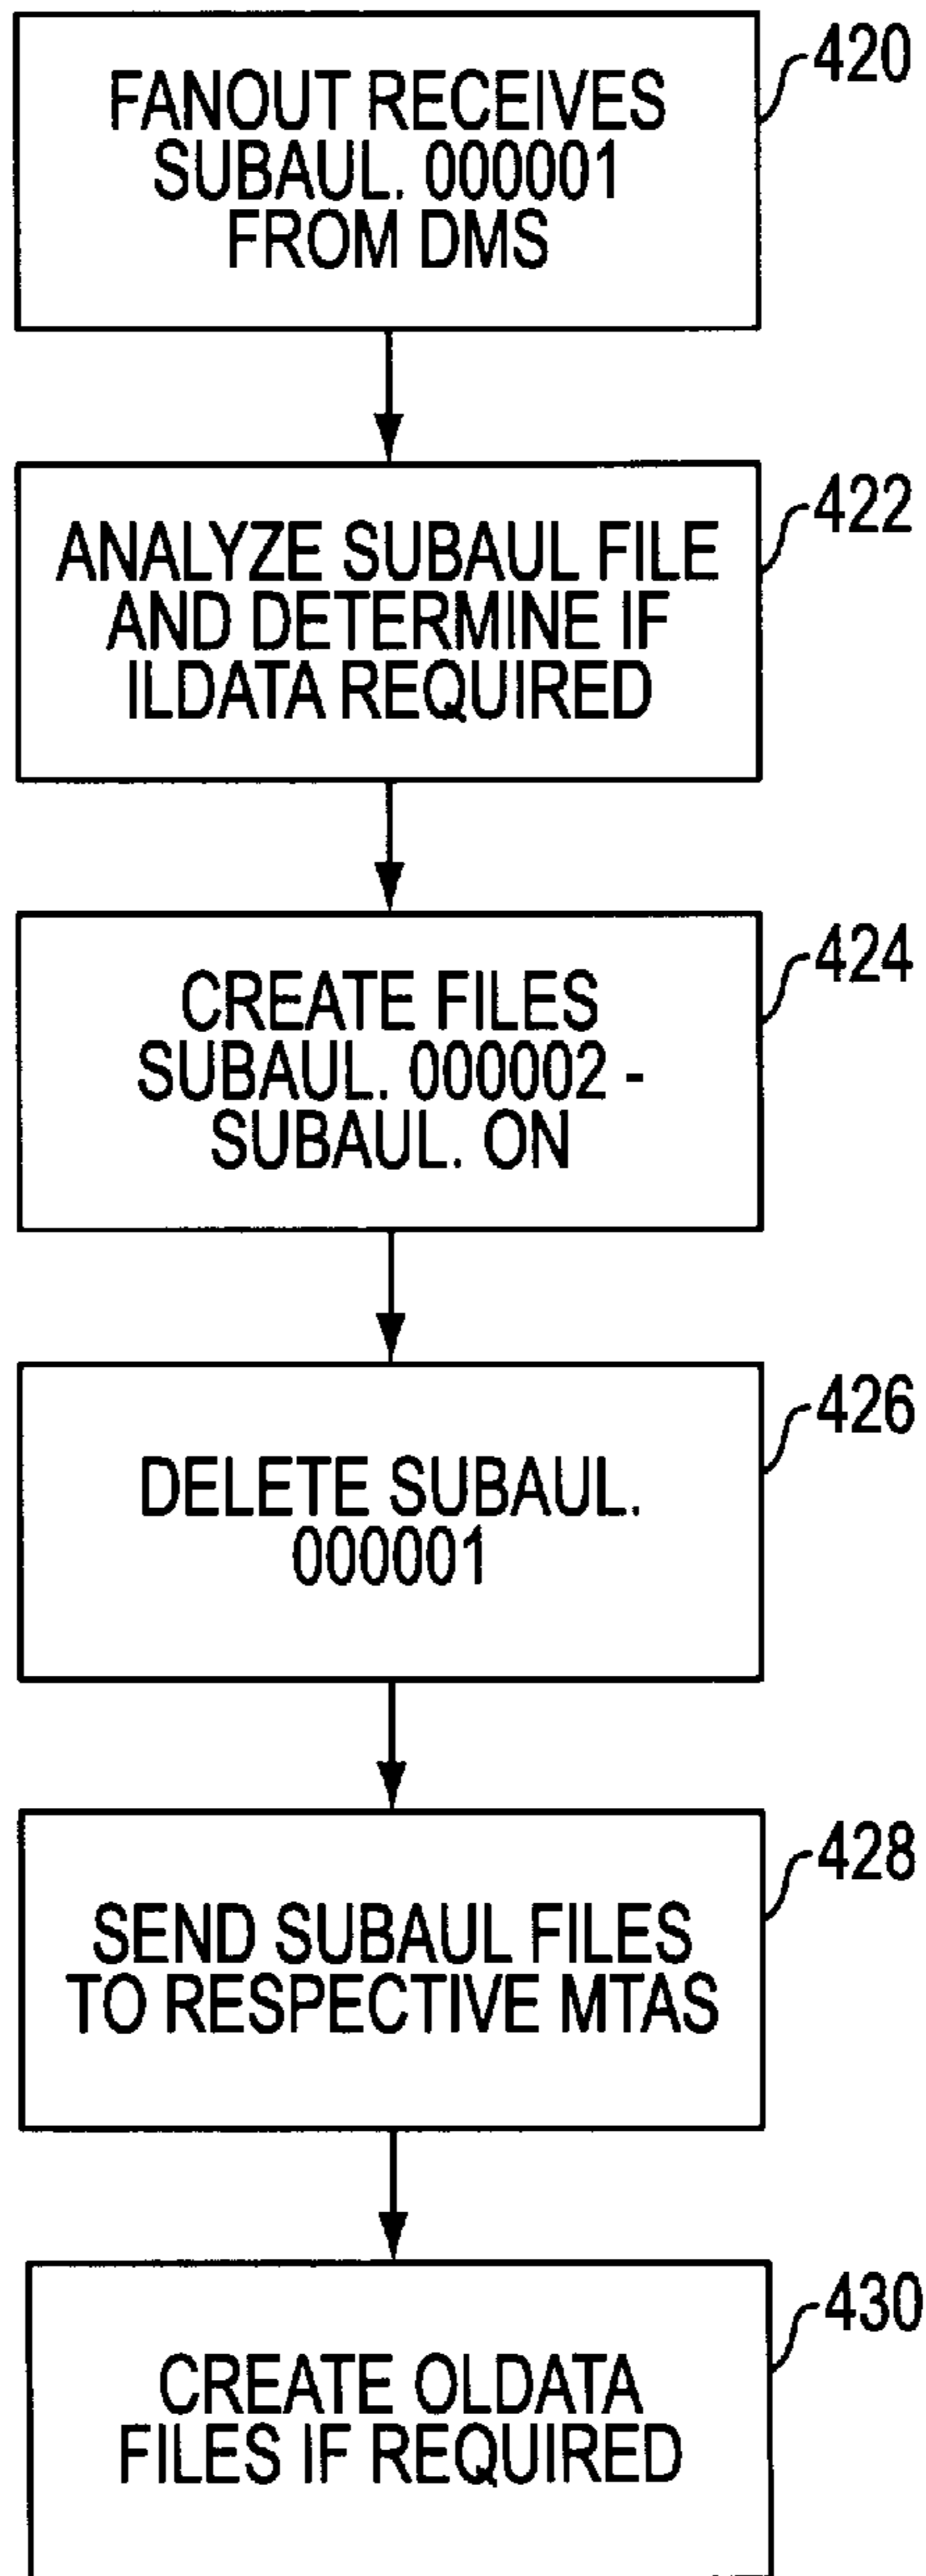 FANOUT RECEIVES
SUBAUL. 000001
FROM DMS
420
ANALYZE SUBAUL FILE
AND DETERMINE IF
ILDATA REQUIRED
422
CREATE FILES
SUBAUL. 000002 -
SUBAUL. ON
424
DELETE SUBAUL.
000001
426
SEND SUBAUL FILES
TO RESPECTIVE MTAS
428
CREATE OLDATA
FILES IF REQUIRED
430